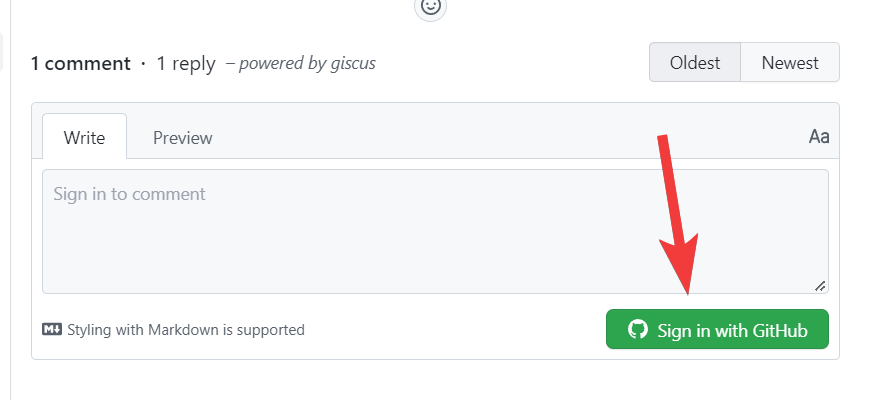 1 comment · 1 reply – powered by giscus
Oldest Newest
Write Preview Aa
Sign in to comment
Styling with Markdown is supported
Sign in with GitHub